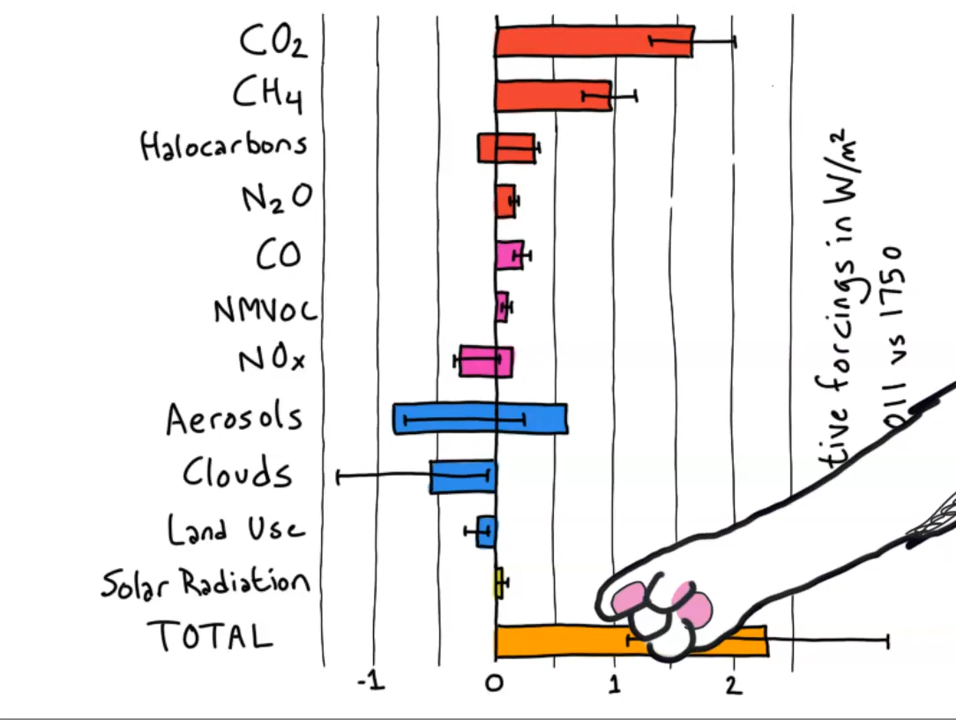 CO₂
CH₄
Halocarbons
N₂O
CO
NMVOC
NOx
Aerosols
Clouds
Land Use
Solar Radiation
TOTAL
-1 0 1 2
tive forcings in W/m²
011 vs 1750